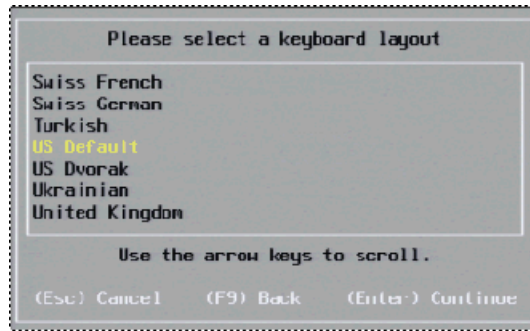 Please select a keyboard layout
Swiss French
Swiss German
Turkish
US Default
US Dvorak
Ukrainian
United Kingdom
Use the arrow keys to scroll.
(Esc) Cancel (F9) Back (Enter) Continue